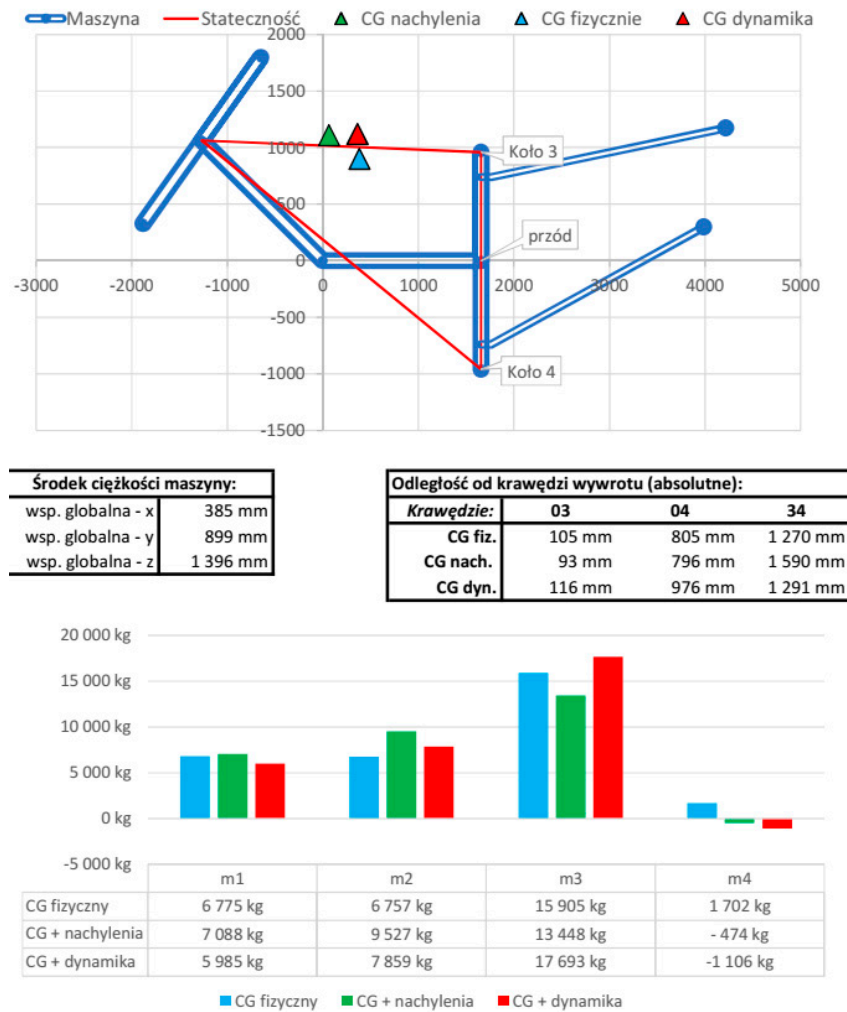 Maszyna Stateczność CG nachylenia CG fizycznie CG dynamika
2000
1500
1000
500
0
-500
-1000
-1500
-3000 -2000 -1000 0 1000 2000 3000 4000 5000
Koło 3
przód
Koło 4
Środek ciężkości maszyny:
wsp. globalna - x 385 mm
wsp. globalna - y 899 mm
wsp. globalna - z 1 396 mm
Odległość od krawędzi wywrotu (absolutne):
Krawędzie: 03 04 34
CG fiz. 105 mm 805 mm 1 270 mm
CG nach. 93 mm 796 mm 1 590 mm
CG dyn. 116 mm 976 mm 1 291 mm
20 000 kg
15 000 kg
10 000 kg
5 000 kg
0 kg
-5 000 kg
m1 m2 m3 m4
CG fizyczny 6 775 kg 6 757 kg 15 905 kg 1 702 kg
CG + nachylenia 7 088 kg 9 527 kg 13 448 kg - 474 kg
CG + dynamika 5 985 kg 7 859 kg 17 693 kg -1 106 kg
CG fizyczny CG + nachylenia CG + dynamika